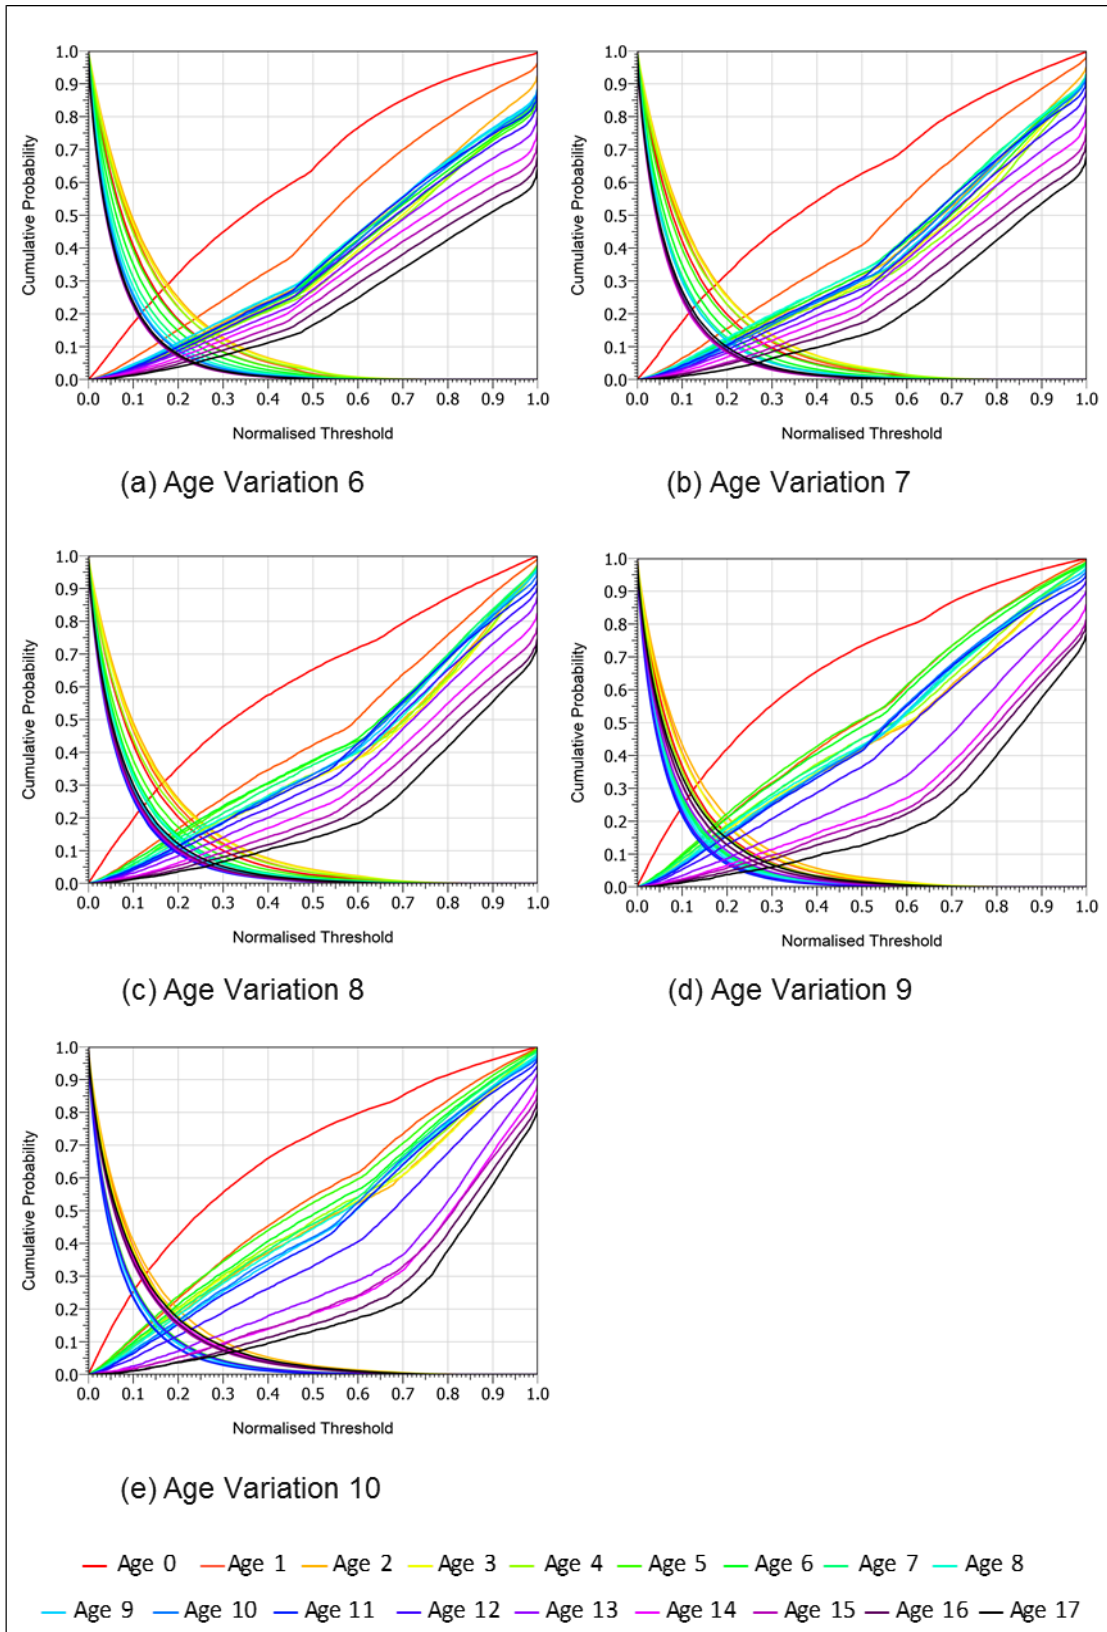 1.0
0.9
0.8
0.7
0.6
0.5
0.4
0.3
0.2
0.1
0.0
Cumulative Probability
0.0 0.1 0.2 0.3 0.4 0.5 0.6 0.7 0.8 0.9 1.0
Normalised Threshold
(a) Age Variation 6
1.0
0.9
0.8
0.7
0.6
0.5
0.4
0.3
0.2
0.1
0.0
Cumulative Probability
0.0 0.1 0.2 0.3 0.4 0.5 0.6 0.7 0.8 0.9 1.0
Normalised Threshold
(b) Age Variation 7
1.0
0.9
0.8
0.7
0.6
0.5
0.4
0.3
0.2
0.1
0.0
Cumulative Probability
0.0 0.1 0.2 0.3 0.4 0.5 0.6 0.7 0.8 0.9 1.0
Normalised Threshold
(c) Age Variation 8
1.0
0.9
0.8
0.7
0.6
0.5
0.4
0.3
0.2
0.1
0.0
Cumulative Probability
0.0 0.1 0.2 0.3 0.4 0.5 0.6 0.7 0.8 0.9 1.0
Normalised Threshold
(d) Age Variation 9
1.0
0.9
0.8
0.7
0.6
0.5
0.4
0.3
0.2
0.1
0.0
Cumulative Probability
0.0 0.1 0.2 0.3 0.4 0.5 0.6 0.7 0.8 0.9 1.0
Normalised Threshold
(e) Age Variation 10
Age 0 Age 1 Age 2 Age 3 Age 4 Age 5 Age 6 Age 7 Age 8
Age 9 Age 10 Age 11 Age 12 Age 13 Age 14 Age 15 Age 16 Age 17